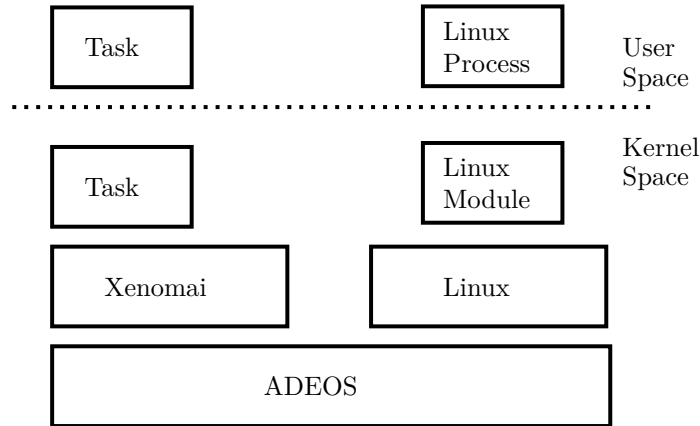 Task
Linux
Process
User
Space
Task
Linux
Module
Kernel
Space
Xenomai
Linux
ADEOS